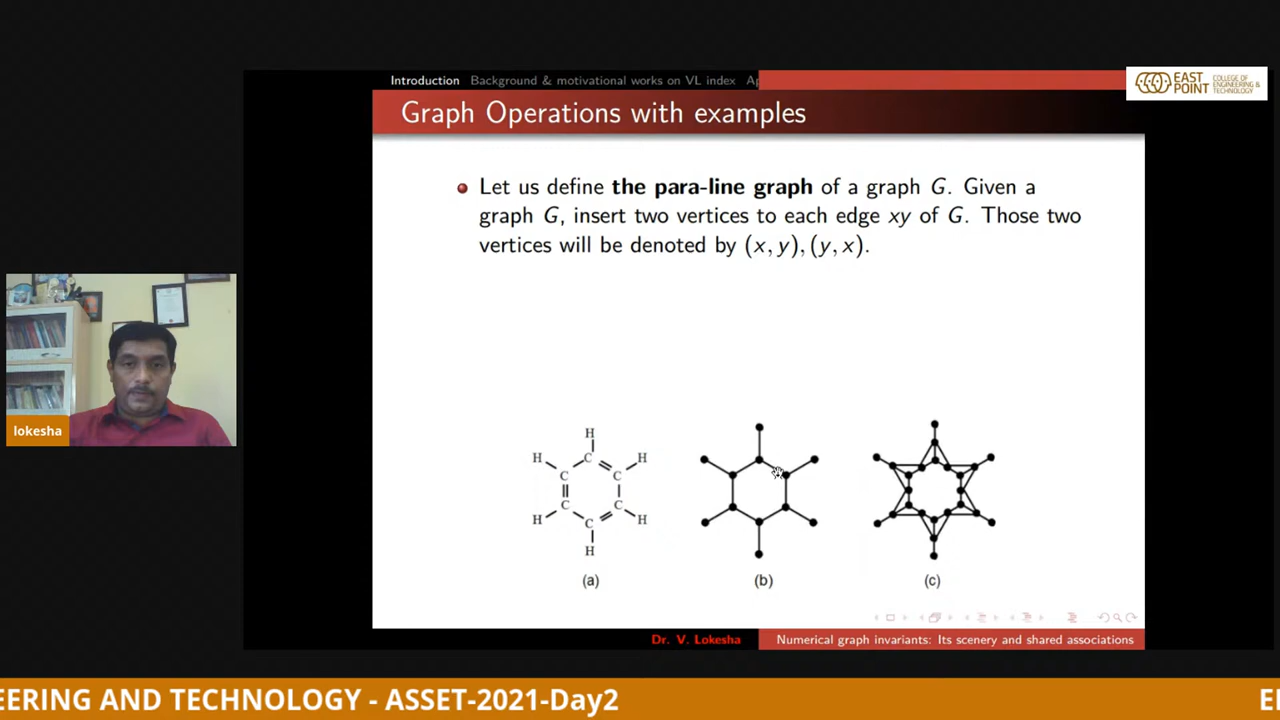 Introduction Background & motivational works on VL index Ap
EAST POINT
COLLEGE OF ENGINEERING & TECHNOLOGY
Graph Operations with examples
Let us define the para-line graph of a graph G. Given a
graph G, insert two vertices to each edge xy of G. Those two
vertices will be denoted by (x, y), (y, x).
lokesha
H
H H
C
C C
C C
H H
C
H
(a) (b) (c)
Dr. V. Lokesha Numerical graph invariants: Its scenery and shared associations
EERING AND TECHNOLOGY - ASSET-2021-Day2 E